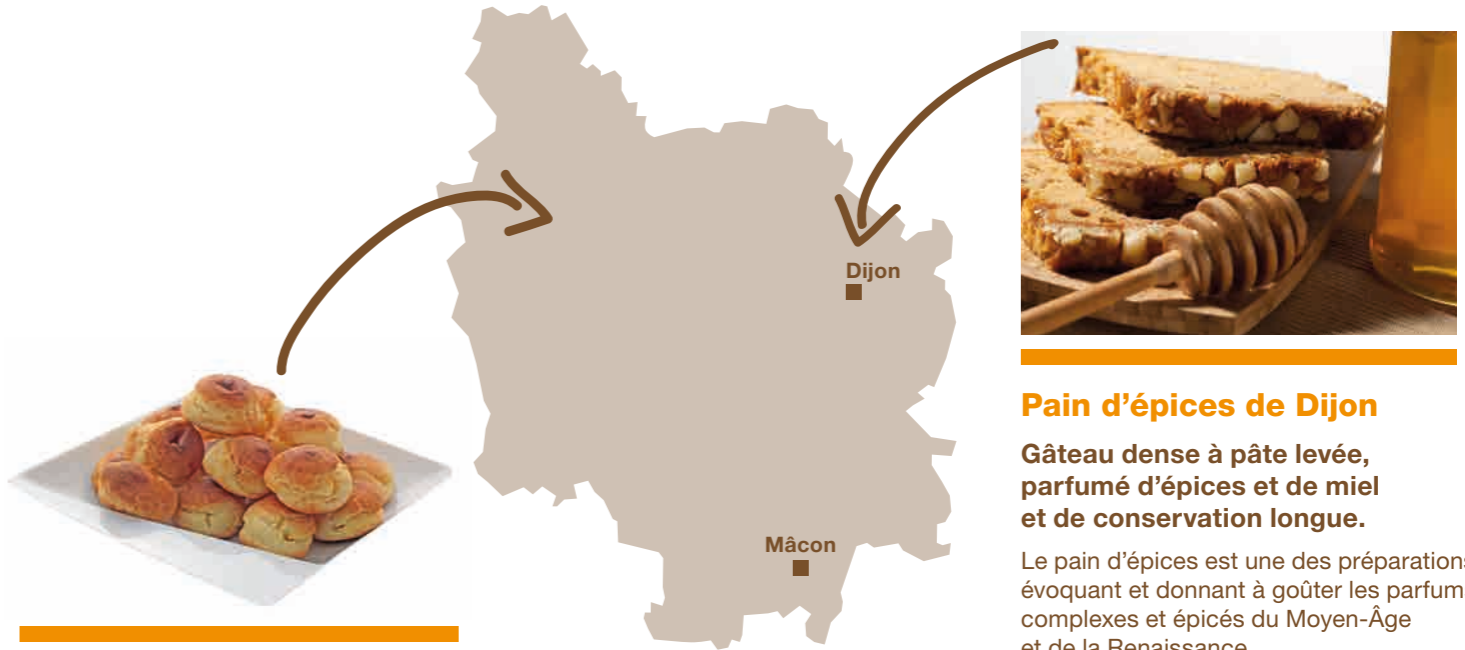 Dijon
Mâcon
Pain d’épices de Dijon
Gâteau dense à pâte levée,
parfumé d’épices et de miel
et de conservation longue.
Le pain d’épices est une des préparations
évoquant et donnant à goûter les parfum
complexes et épicés du Moyen-Âge
et de la Renaissance